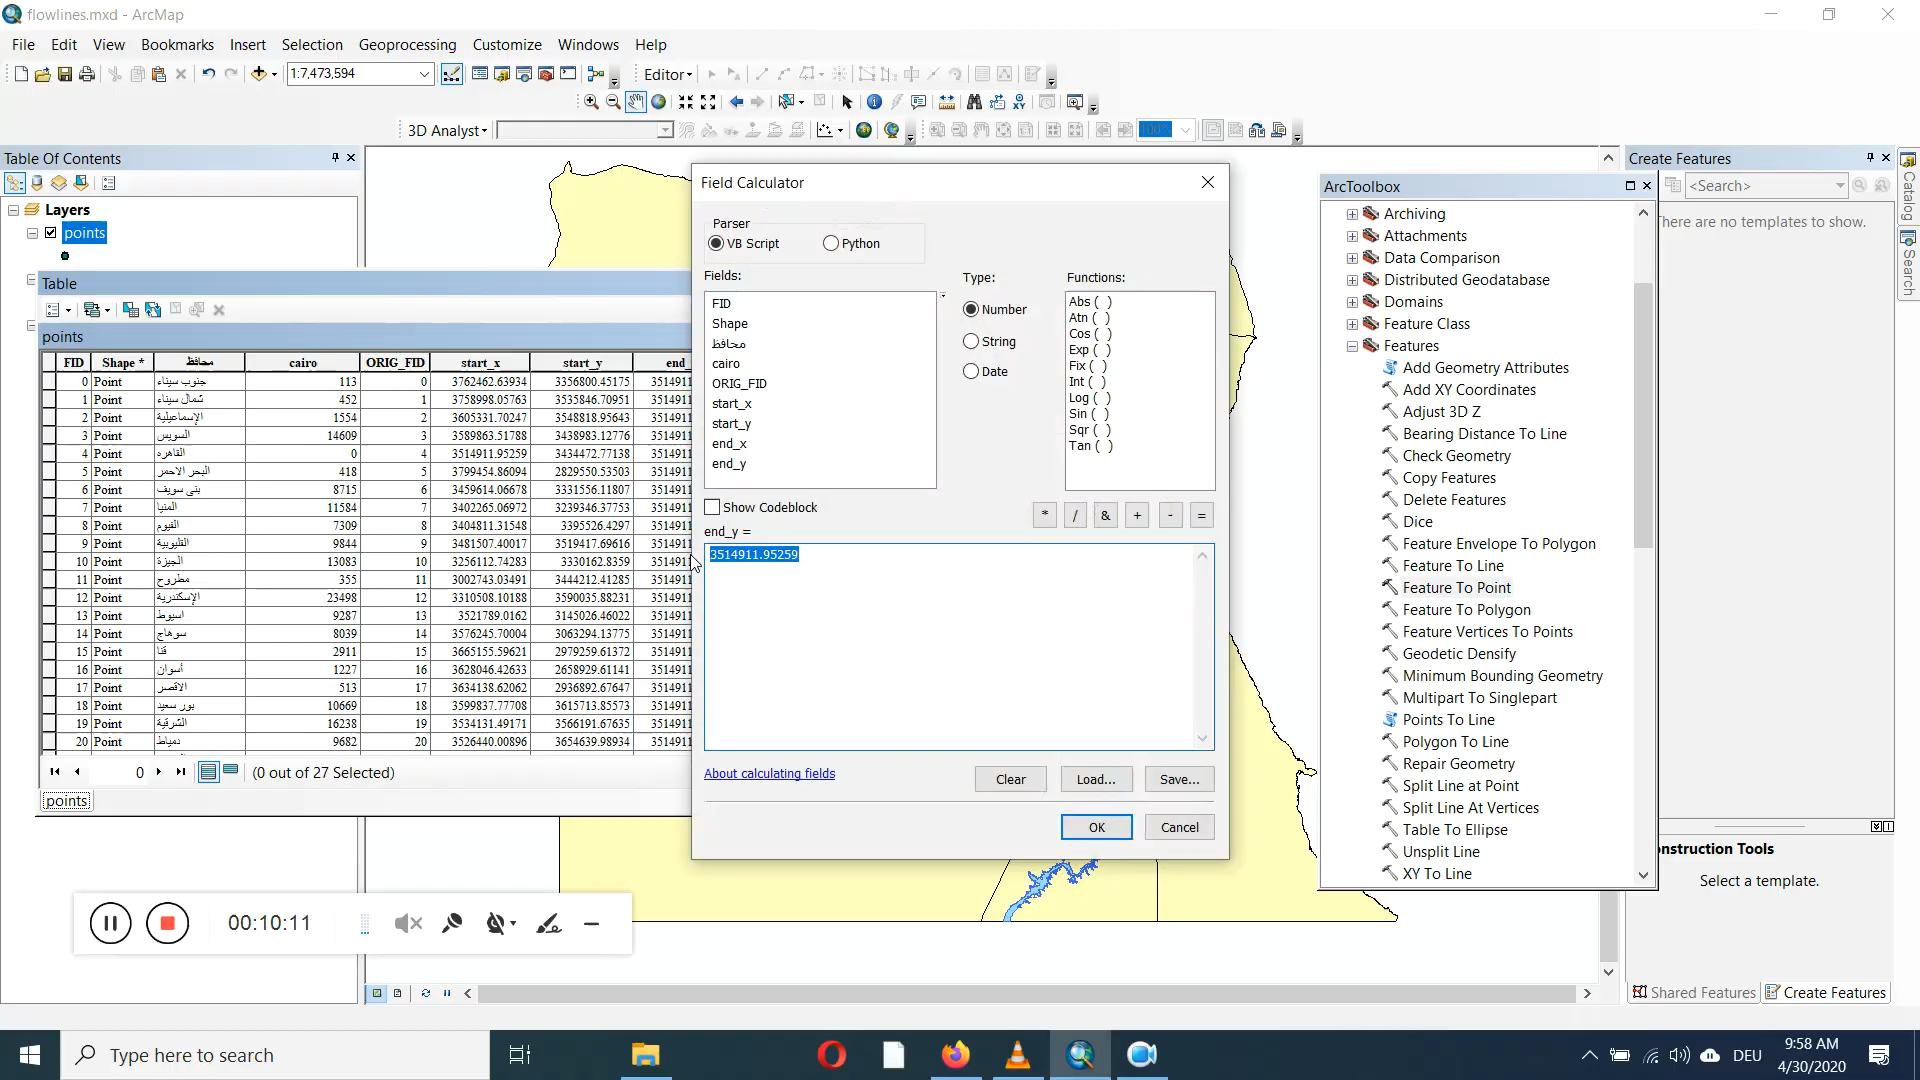 flowlines.mxd - ArcMap
File Edit View Bookmarks Insert Selection Geoprocessing Customize Windows Help
1:7,473,594
Editor
3D Analyst
100%
Table Of Contents
Layers
points
Table
points
FID Shape * محافظ cairo ORIG_FID start_x start_y end_
0 Point جنوب سيناء 113 0 3762462.63934 3356800.45175 3514911
1 Point شمال سيناء 452 1 3758998.05763 3535846.70951 3514911
2 Point الإسماعيلية 1554 2 3605331.70247 3548818.95643 3514911
3 Point السويس 14609 3 3589863.51788 3438983.12776 3514911
4 Point القاهره 0 4 3514911.95259 3434472.77138 3514911
5 Point البحر الاحمر 418 5 3799454.86094 2829550.53503 3514911
6 Point بنى سويف 8715 6 3459614.06678 3331556.11807 3514911
7 Point المنيا 11584 7 3402265.06972 3239346.37753 3514911
8 Point الفيوم 7309 8 3404811.31548 3395526.4297 3514911
9 Point القليوبية 9844 9 3481507.40017 3519417.69616 3514911
10 Point الجيزة 13083 10 3256112.74283 3330162.8359 3514911
11 Point مطروح 355 11 3002743.03491 3444212.41285 3514911
12 Point الإسكندرية 23498 12 3310508.10188 3590035.88231 3514911
13 Point اسيوط 9287 13 3521789.0162 3145026.46022 3514911
14 Point سوهاج 8039 14 3576245.70004 3063294.13775 3514911
15 Point قنا 2911 15 3665155.59621 2979259.61372 3514911
16 Point أسوان 1227 16 3628046.42633 2658929.61141 3514911
17 Point الاقصر 513 17 3634138.62062 2936892.67647 3514911
18 Point بور سعيد 10669 18 3599837.77708 3615713.85573 3514911
19 Point الشرقية 16238 19 3534131.49171 3566191.67635 3514911
20 Point دمياط 9682 20 3526440.00896 3654639.98934 3514911
0 (0 out of 27 Selected)
points
00:10:11
Field Calculator
Parser
VB Script Python
Fields:
FID
Shape
محافظ
cairo
ORIG_FID
start_x
start_y
end_x
end_y
Type:
Number
String
Date
Functions:
Abs ( )
Atn ( )
Cos ( )
Exp ( )
Fix ( )
Int ( )
Log ( )
Sin ( )
Sqr ( )
Tan ( )
Show Codeblock
* / & + - =
end_y =
3514911.95259
About calculating fields
Clear Load... Save...
OK Cancel
ArcToolbox
Archiving
Attachments
Data Comparison
Distributed Geodatabase
Domains
Feature Class
Features
Add Geometry Attributes
Add XY Coordinates
Adjust 3D Z
Bearing Distance To Line
Check Geometry
Copy Features
Delete Features
Dice
Feature Envelope To Polygon
Feature To Line
Feature To Point
Feature To Polygon
Feature Vertices To Points
Geodetic Densify
Minimum Bounding Geometry
Multipart To Singlepart
Points To Line
Polygon To Line
Repair Geometry
Split Line at Point
Split Line At Vertices
Table To Ellipse
Unsplit Line
XY To Line
Create Features
<Search>
here are no templates to show.
onstruction Tools
Select a template.
Shared Features Create Features
Catalog
Search
Type here to search
DEU
9:58 AM
4/30/2020